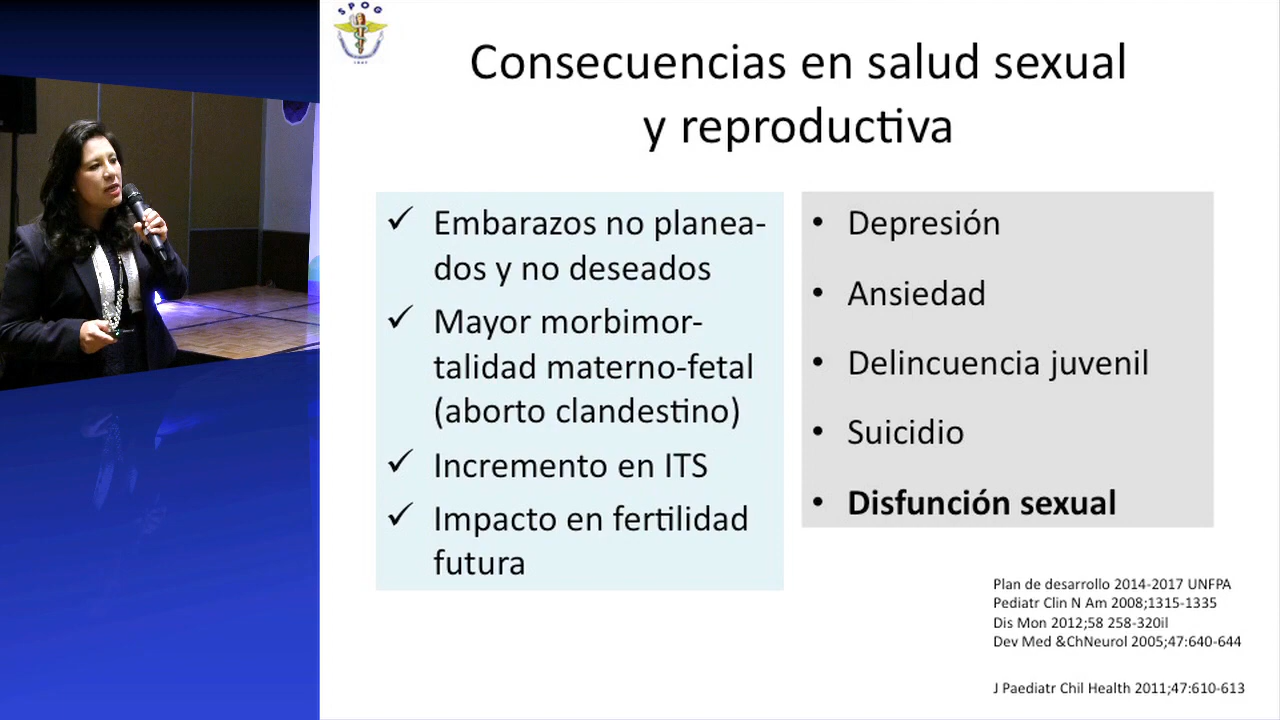 SPOG
1947
Consecuencias en salud sexual
y reproductiva
✓ Embarazos no planea-
dos y no deseados
✓ Mayor morbimor-
talidad materno-fetal
(aborto clandestino)
✓ Incremento en ITS
✓ Impacto en fertilidad
futura
• Depresión
• Ansiedad
• Delincuencia juvenil
• Suicidio
• Disfunción sexual
Plan de desarrollo 2014-2017 UNFPA
Pediatr Clin N Am 2008;1315-1335
Dis Mon 2012;58 258-320il
Dev Med &ChNeurol 2005;47:640-644
J Paediatr Chil Health 2011;47:610-613